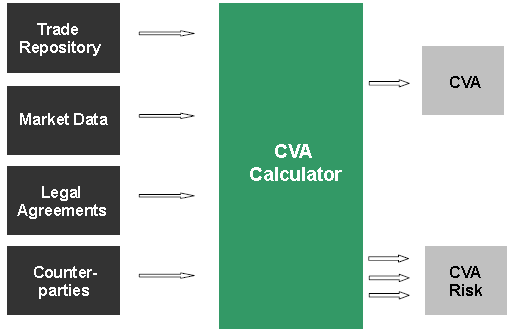 Trade
Repository
Market Data
Legal
Agreements
Counter-
parties
CVA
Calculator
CVA
CVA
Risk